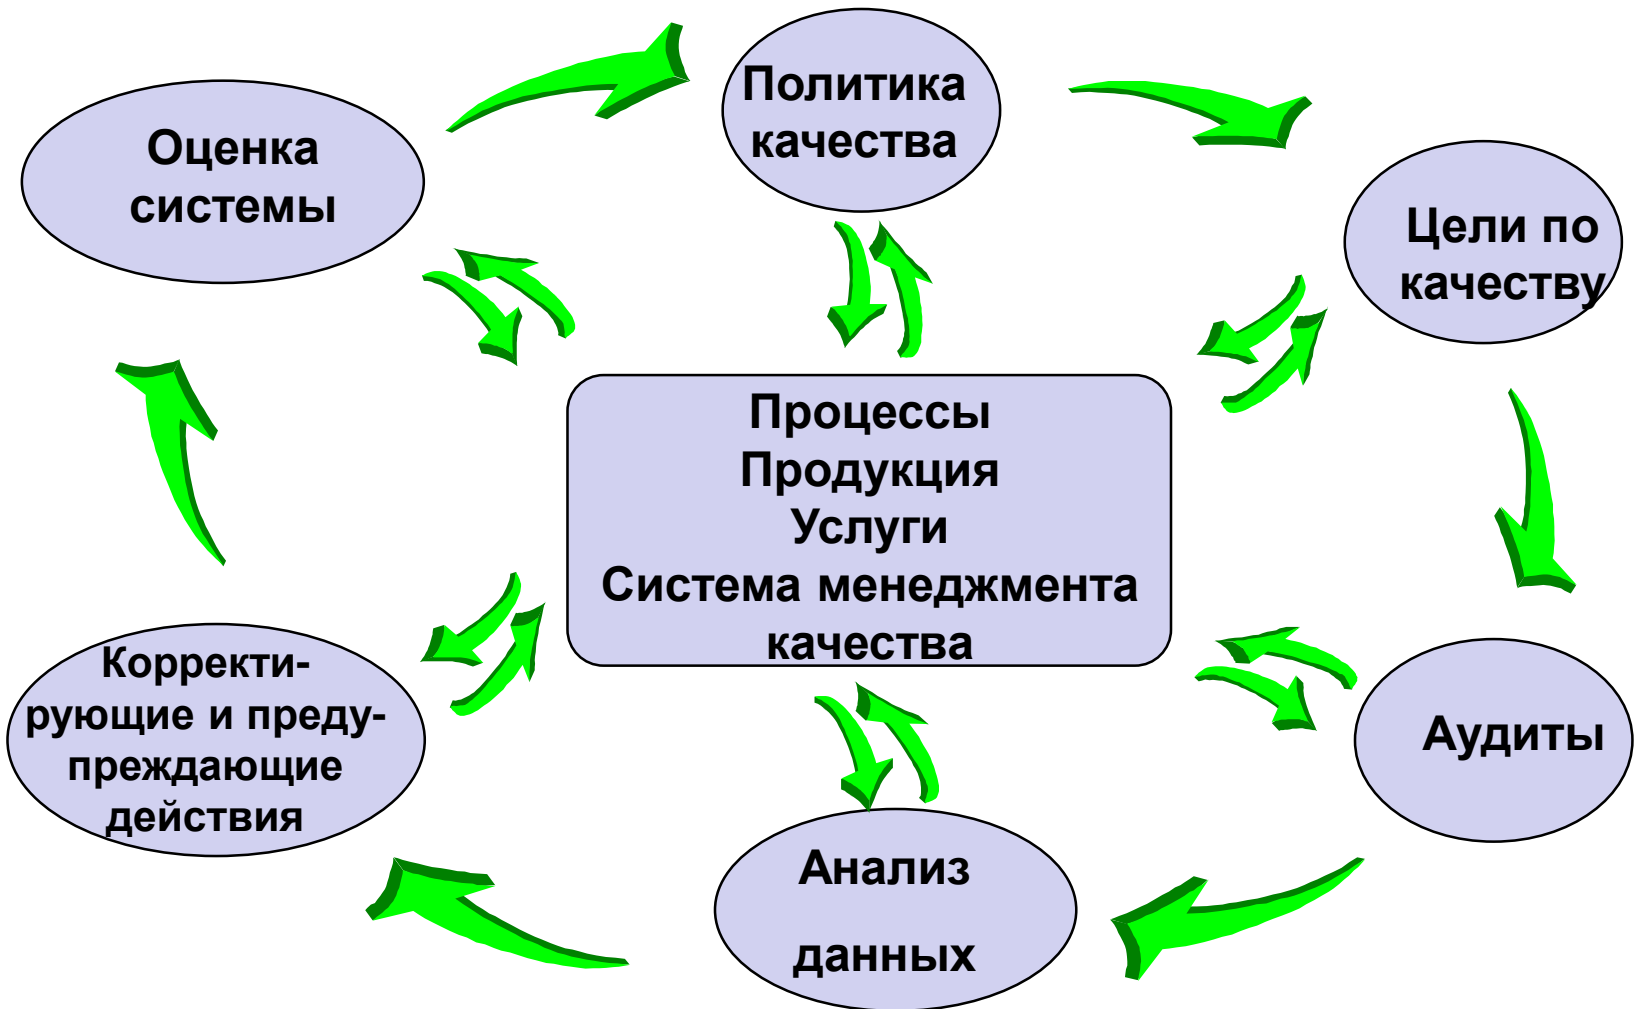 Политика
качества
Оценка
системы
Цели по
качеству
Процессы
Продукция
Услуги
Система менеджмента
качества
Корректи-
рующие и преду-
преждающие
действия
Аудиты
Анализ
данных